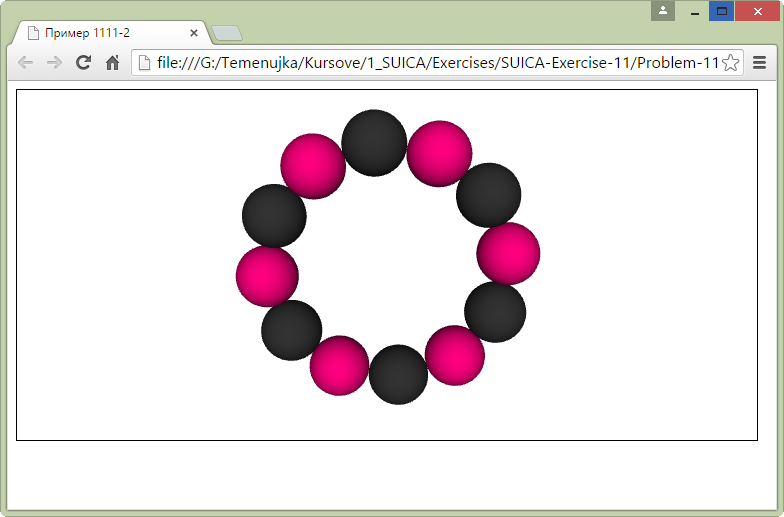 Пример 1111-2
file:///G:/Temenujka/Kursove/1_SUICA/Exercises/SUICA-Exercise-11/Problem-11